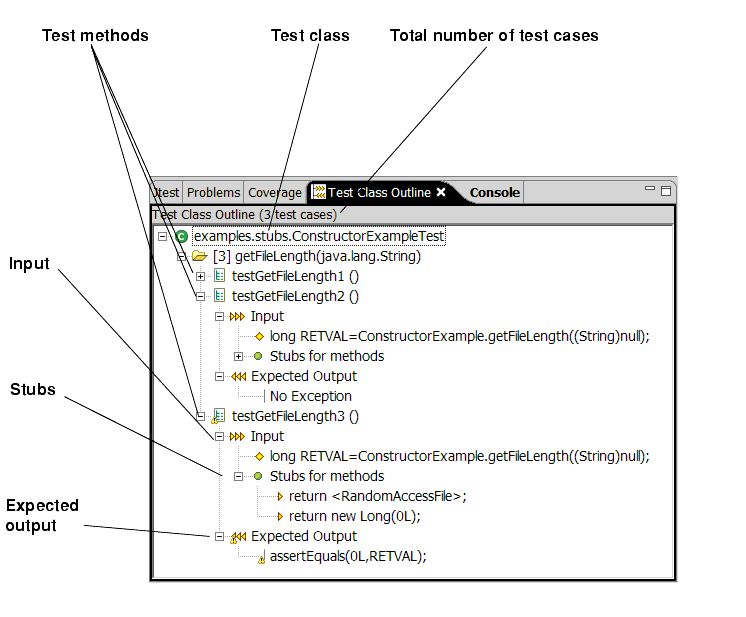 Test methods Test class Total number of test cases
Jtest Problems Coverage Test Class Outline Console
Test Class Outline (3 test cases)
examples.stubs.ConstructorExampleTest
[3] getFileLength(java.lang.String)
Input
testGetFileLength1 ()
testGetFileLength2 ()
Input
long RETVAL=ConstructorExample.getFileLength((String)null);
Stubs for methods
Expected Output
No Exception
Stubs
testGetFileLength3 ()
Input
long RETVAL=ConstructorExample.getFileLength((String)null);
Stubs for methods
return <RandomAccessFile>;
return new Long(0L);
Expected
output
Expected Output
assertEquals(0L,RETVAL);